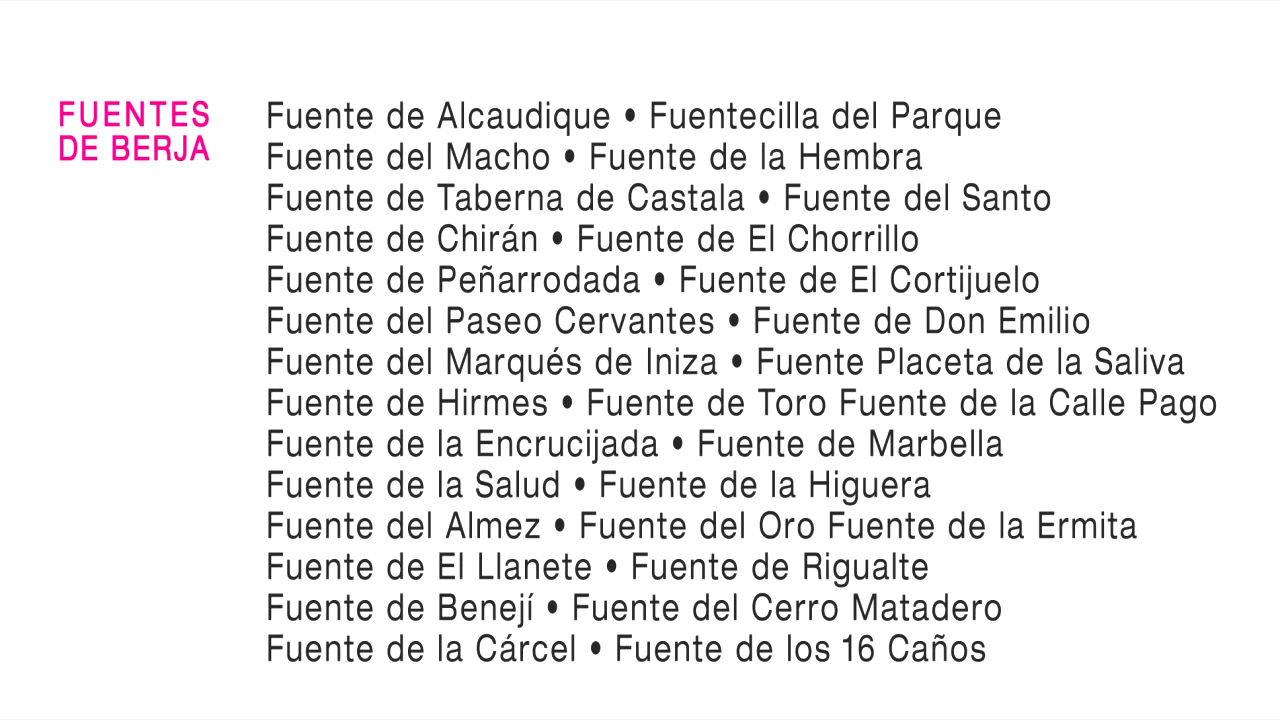 FUENTES
DE BERJA
Fuente de Alcaudique • Fuentecilla del Parque
Fuente del Macho • Fuente de la Hembra
Fuente de Taberna de Castala • Fuente del Santo
Fuente de Chirán • Fuente de El Chorrillo
Fuente de Peñarrodada • Fuente de El Cortijuelo
Fuente del Paseo Cervantes • Fuente de Don Emilio
Fuente del Marqués de Iniza • Fuente Placeta de la Saliva
Fuente de Hirmes • Fuente de Toro Fuente de la Calle Pago
Fuente de la Encrucijada • Fuente de Marbella
Fuente de la Salud • Fuente de la Higuera
Fuente del Almez • Fuente del Oro Fuente de la Ermita
Fuente de El Llanete • Fuente de Rigualte
Fuente de Benejí • Fuente del Cerro Matadero
Fuente de la Cárcel • Fuente de los 16 Caños